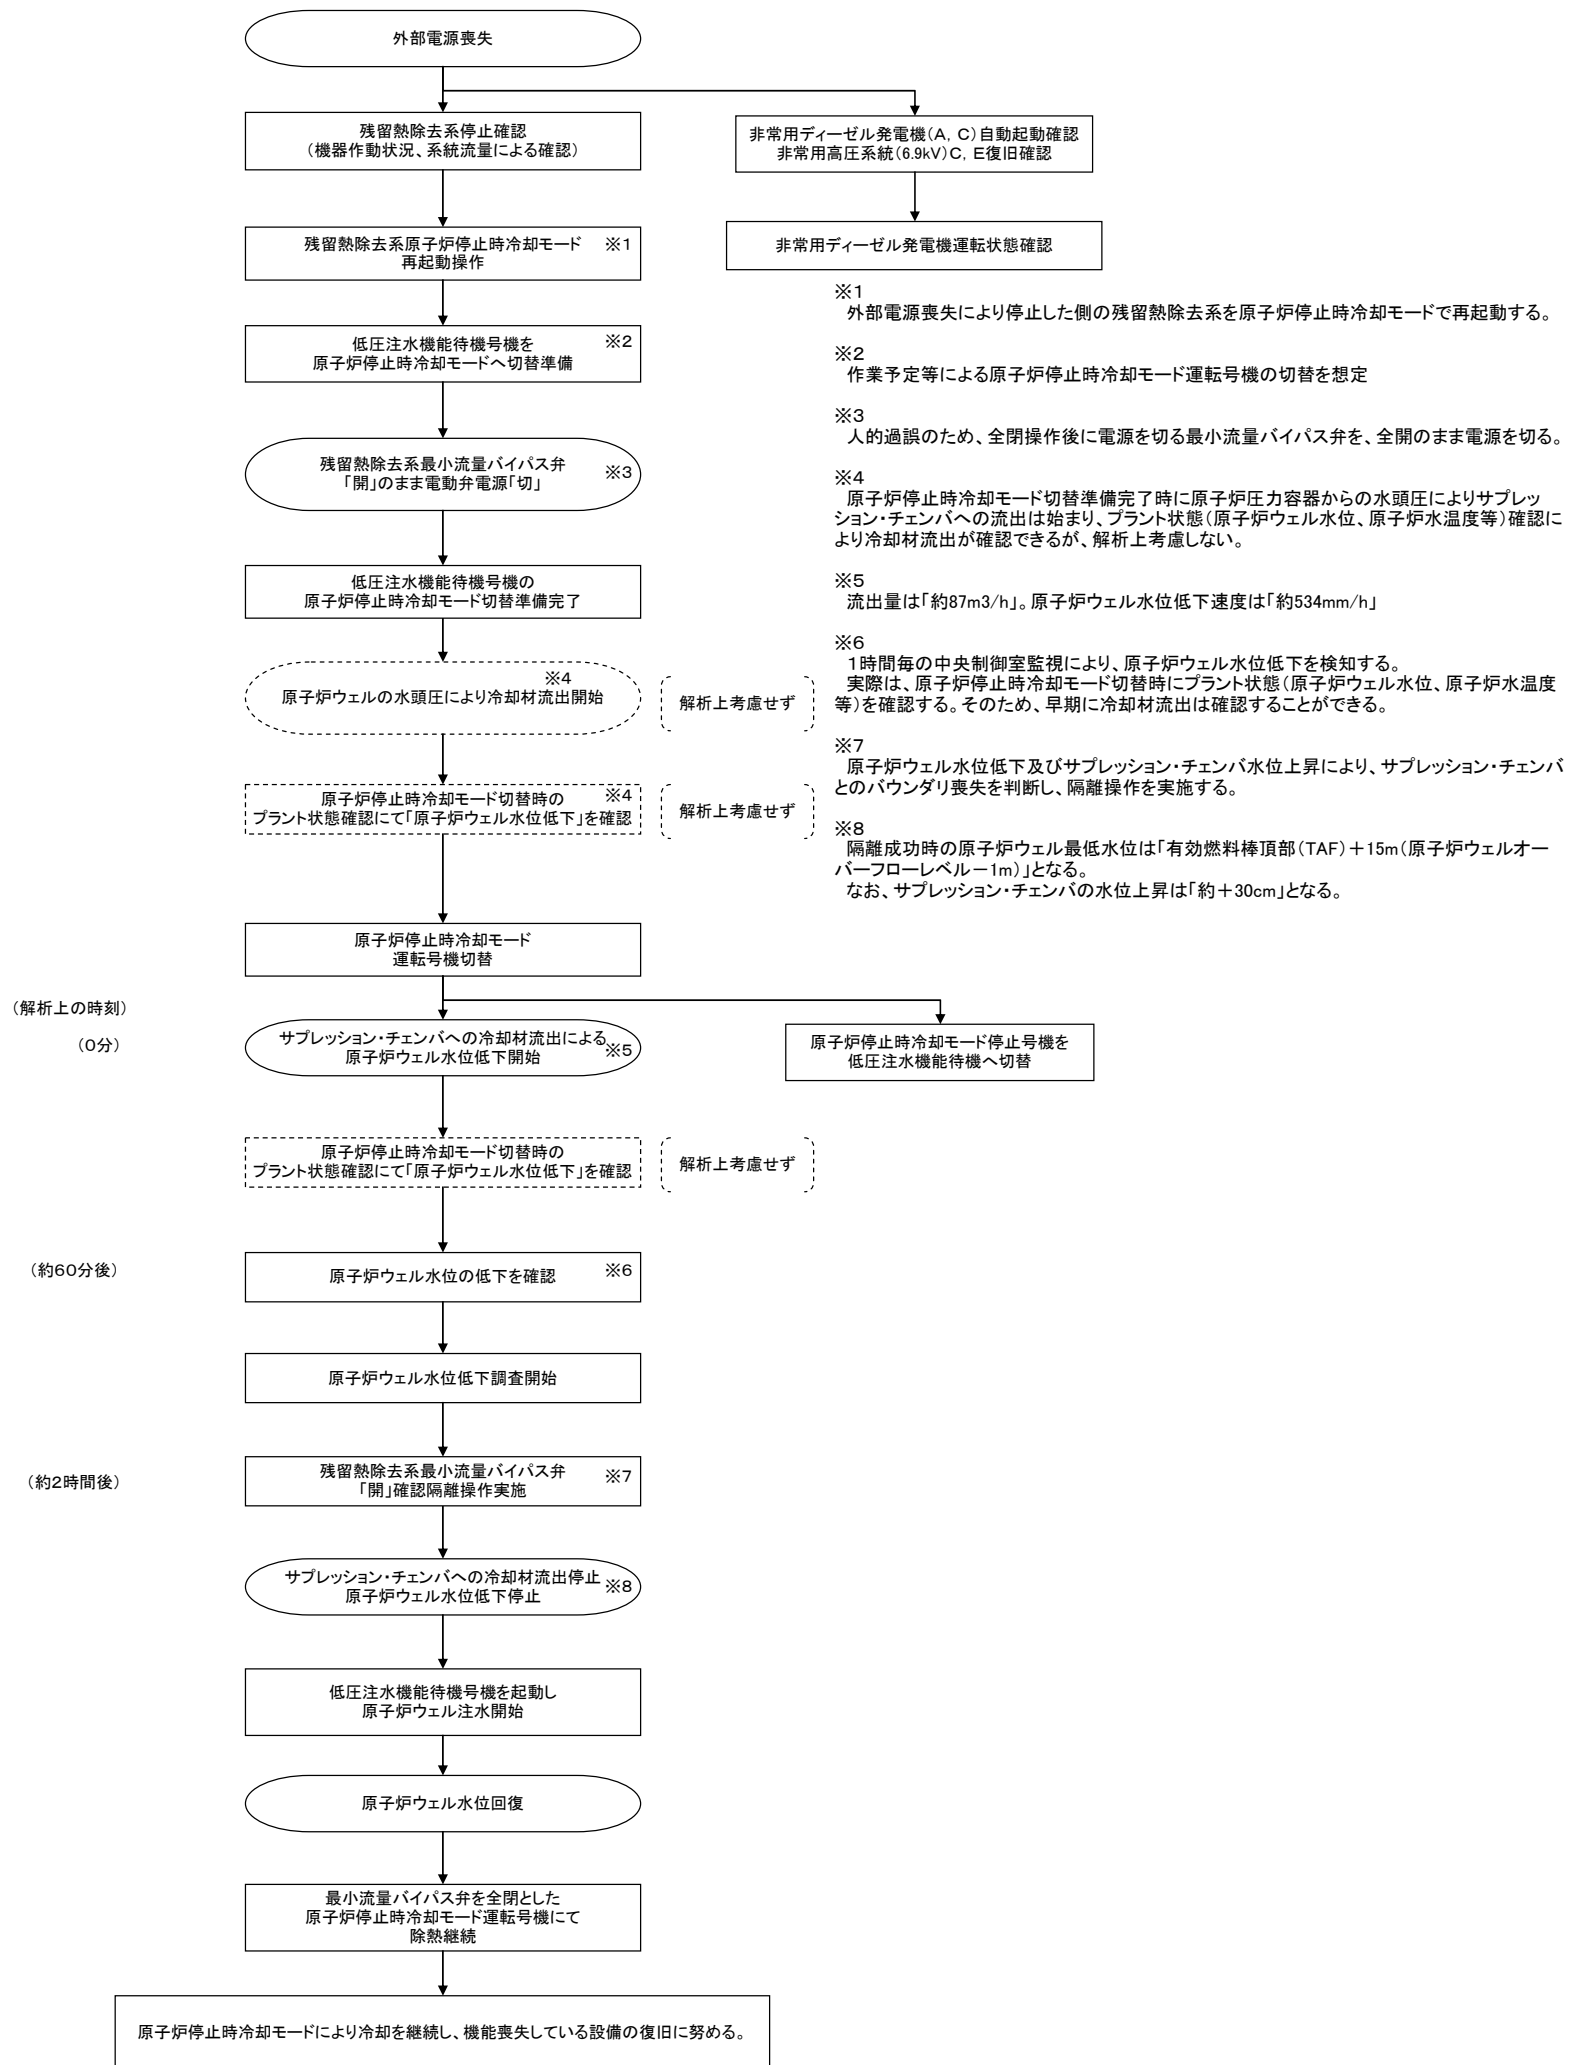 外部電源喪失
残留熱除去系停止確認
（機器作動状況、系統流量による確認）
非常用ディーゼル発電機（A, C）自動起動確認
非常用高圧系統（6.9kV）C, E復旧確認
残留熱除去系原子炉停止時冷却モード
再起動操作
※1
非常用ディーゼル発電機運転状態確認
低圧注水機能待機号機を
原子炉停止時冷却モードへ切替準備
※2
残留熱除去系最小流量バイパス弁
「開」のまま電動弁電源「切」
※3
低圧注水機能待機号機の
原子炉停止時冷却モード切替準備完了
※4
原子炉ウェルの水頭圧により冷却材流出開始
解析上考慮せず
原子炉停止時冷却モード切替時の
プラント状態確認にて「原子炉ウェル水位低下」を確認
※4
解析上考慮せず
※1
外部電源喪失により停止した側の残留熱除去系を原子炉停止時冷却モードで再起動する。
※2
作業予定等による原子炉停止時冷却モード運転号機の切替を想定
※3
人的過誤のため、全閉操作後に電源を切る最小流量バイパス弁を、全開のまま電源を切る。
※4
原子炉停止時冷却モード切替準備完了時に原子炉圧力容器からの水頭圧によりサプレッ
ション・チェンバへの流出は始まり、プラント状態（原子炉ウェル水位、原子炉水温度等）確認に
より冷却材流出が確認できるが、解析上考慮しない。
※5
流出量は「約87m3/h」。原子炉ウェル水位低下速度は「約534mm/h」
※6
1時間毎の中央制御室監視により、原子炉ウェル水位低下を検知する。
実際は、原子炉停止時冷却モード切替時にプラント状態（原子炉ウェル水位、原子炉水温度
等）を確認する。そのため、早期に冷却材流出は確認することができる。
※7
原子炉ウェル水位低下及びサプレッション・チェンバ水位上昇により、サプレッション・チェンバ
とのバウンダリ喪失を判断し、隔離操作を実施する。
※8
隔離成功時の原子炉ウェル最低水位は「有効燃料棒頂部（TAF）＋15m（原子炉ウェルオー
バーフローレベル－1m）」となる。
なお、サプレッション・チェンバの水位上昇は「約＋30cm」となる。
原子炉停止時冷却モード
運転号機切替
（解析上の時刻）
（0分）
サプレッション・チェンバへの冷却材流出による
原子炉ウェル水位低下開始
※5
原子炉停止時冷却モード停止号機を
低圧注水機能待機へ切替
原子炉停止時冷却モード切替時の
プラント状態確認にて「原子炉ウェル水位低下」を確認
解析上考慮せず
（約60分後）
原子炉ウェル水位の低下を確認
※6
原子炉ウェル水位低下調査開始
（約2時間後）
残留熱除去系最小流量バイパス弁
「開」確認隔離操作実施
※7
サプレッション・チェンバへの冷却材流出停止
原子炉ウェル水位低下停止
※8
低圧注水機能待機号機を起動し
原子炉ウェル注水開始
原子炉ウェル水位回復
最小流量バイパス弁を全閉とした
原子炉停止時冷却モード運転号機にて
除熱継続
原子炉停止時冷却モードにより冷却を継続し、機能喪失している設備の復旧に努める。